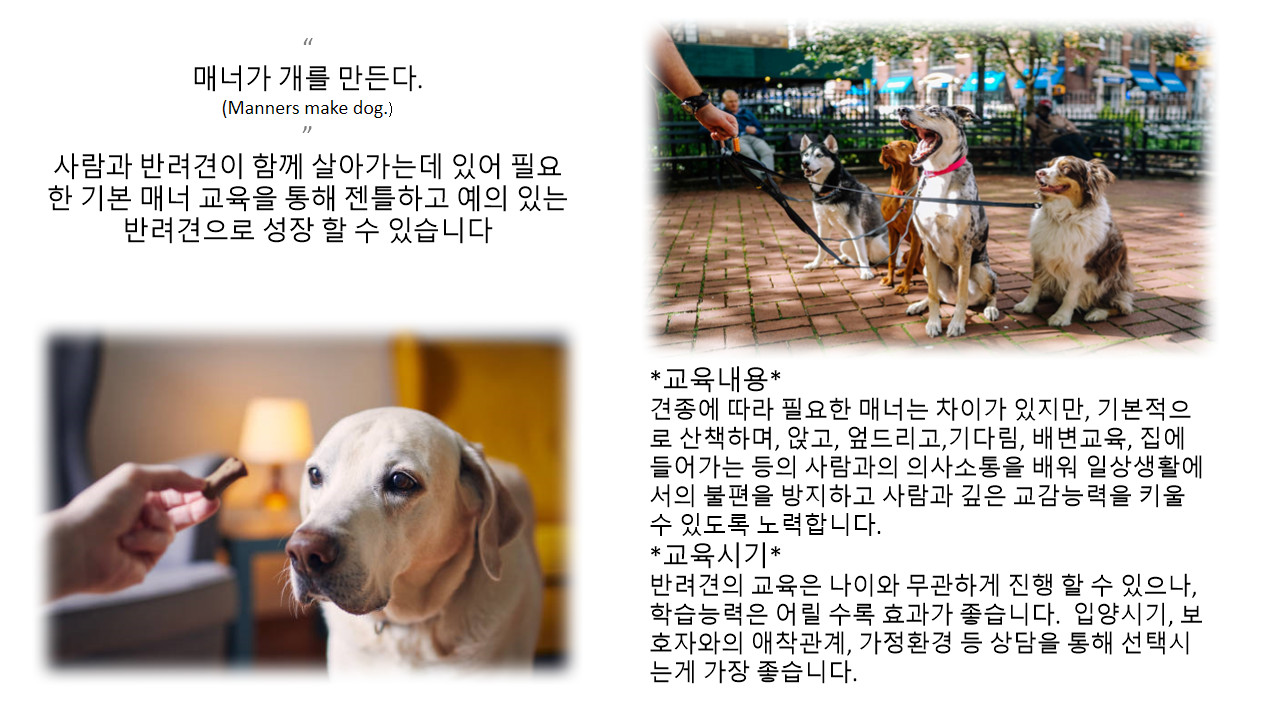 “
매너가 개를 만든다.
(Manners make dog.)
”
사람과 반려견이 함께 살아가는데 있어 필요
한 기본 매너 교육을 통해 젠틀하고 예의 있는
반려견으로 성장 할 수 있습니다
*교육내용*
견종에 따라 필요한 매너는 차이가 있지만, 기본적으
로 산책하며, 앉고, 엎드리고,기다림, 배변교육, 집에
들어가는 등의 사람과의 의사소통을 배워 일상생활에
서의 불편을 방지하고 사람과 깊은 교감능력을 키울
수 있도록 노력합니다.
*교육시기*
반려견의 교육은 나이와 무관하게 진행 할 수 있으나,
학습능력은 어릴 수록 효과가 좋습니다. 입양시기, 보
호자와의 애착관계, 가정환경 등 상담을 통해 선택시
는게 가장 좋습니다.